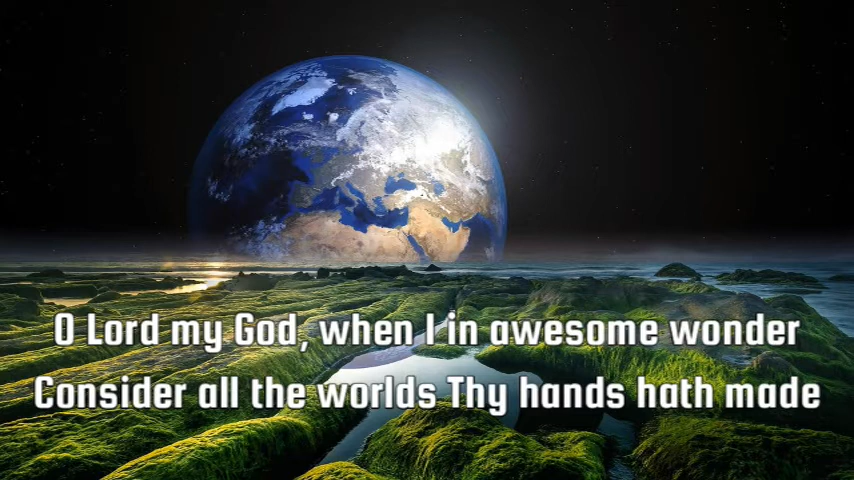 O Lord my God, when I in awesome wonder
Consider all the worlds Thy hands hath made